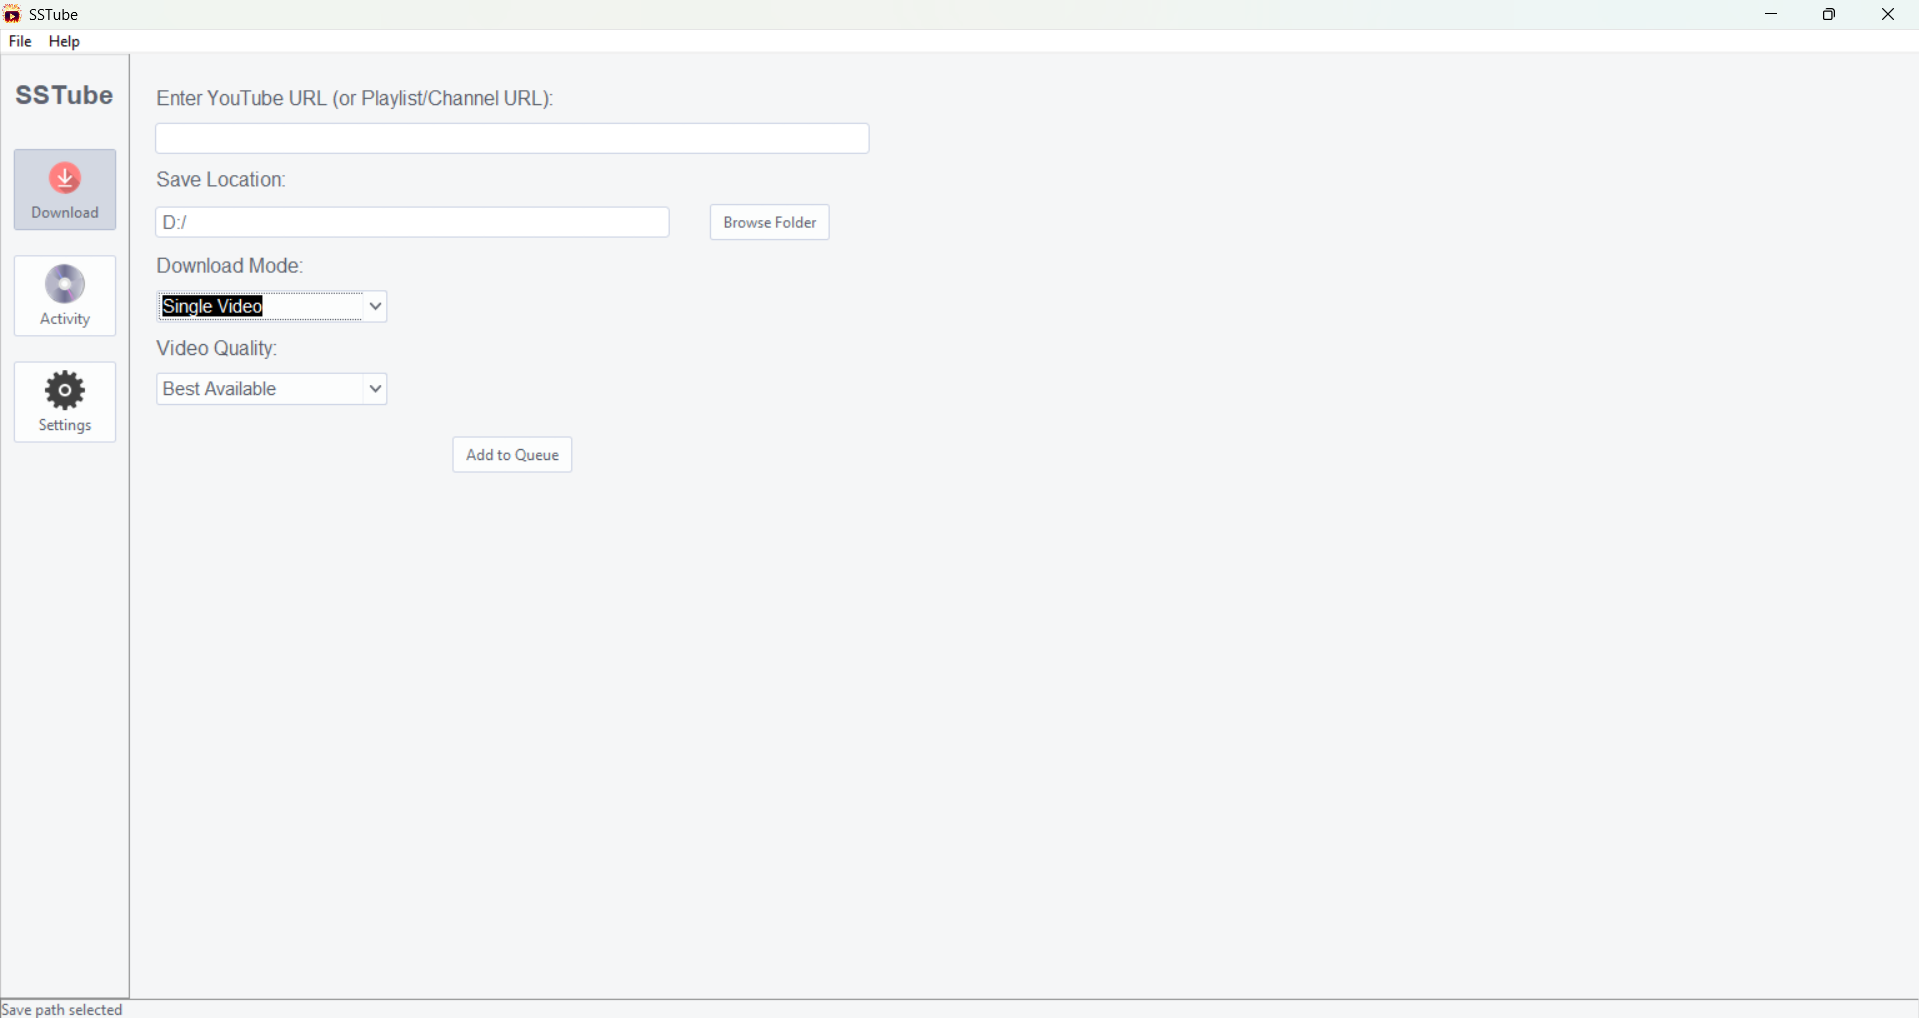 SSTube
File Help
SSTube
Download
Activity
Settings
Enter YouTube URL (or Playlist/Channel URL):
Save Location:
D:/
Browse Folder
Download Mode:
Single Video
Video Quality:
Best Available
Add to Queue
Save path selected